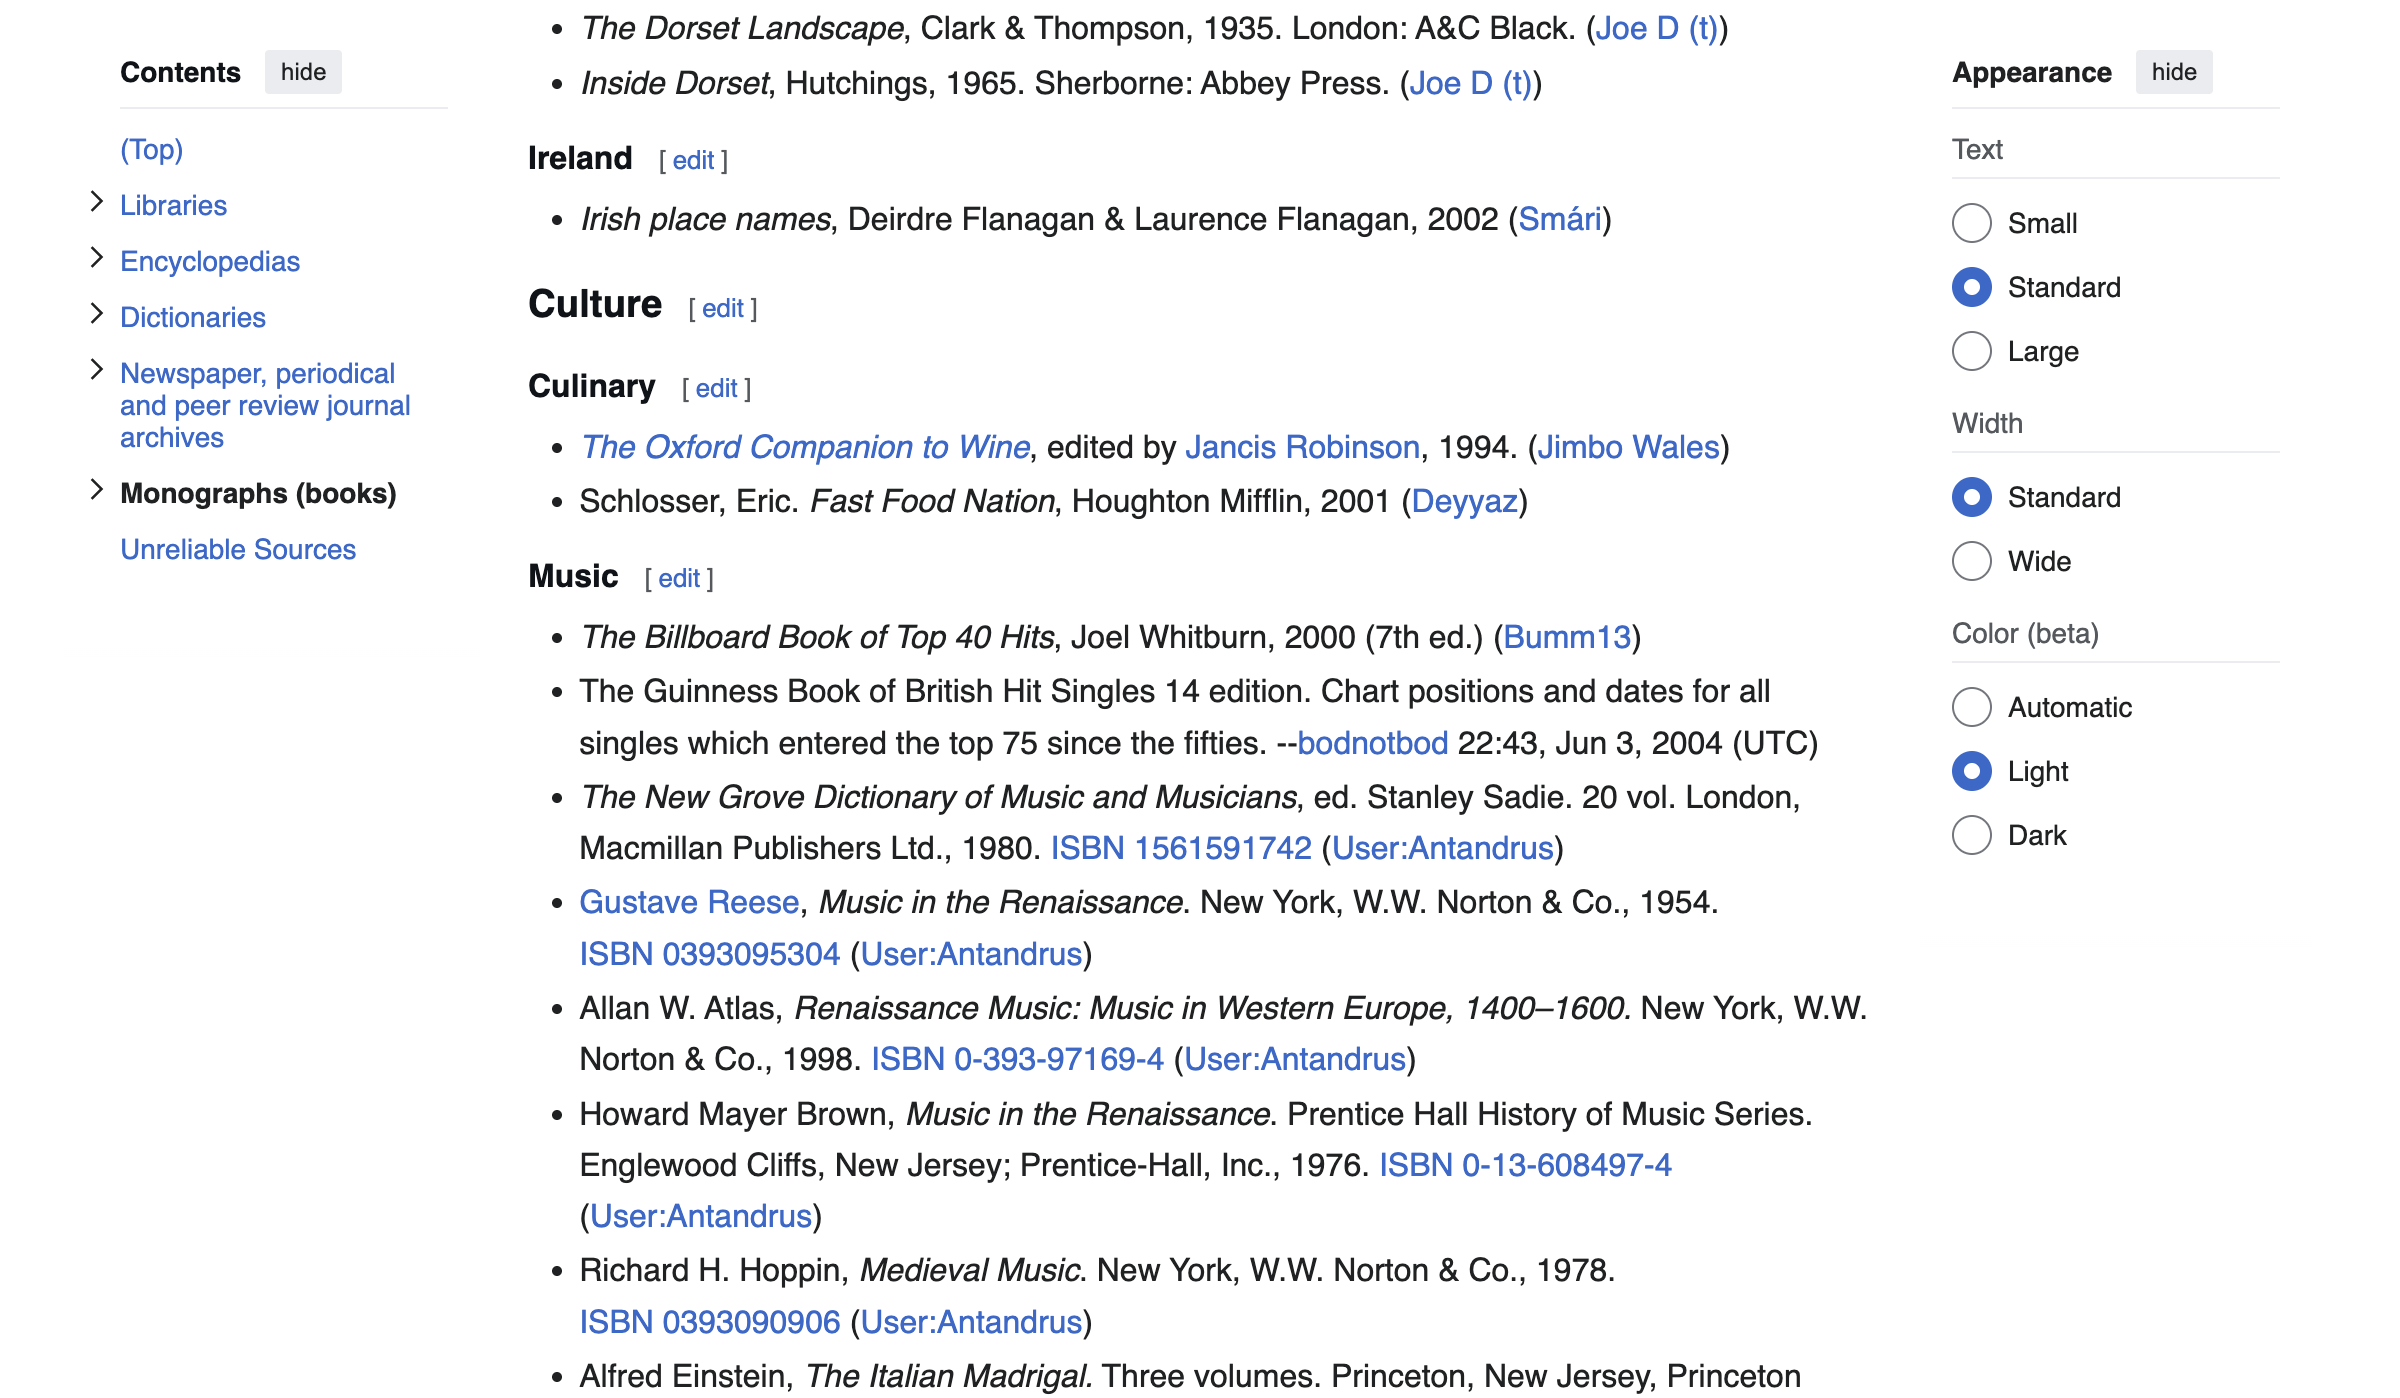 Contents hide
(Top)
Libraries
Encyclopedias
Dictionaries
Newspaper, periodical
and peer review journal
archives
Monographs (books)
Unreliable Sources
The Dorset Landscape, Clark & Thompson, 1935. London: A&C Black. (Joe D (t))
Inside Dorset, Hutchings, 1965. Sherborne: Abbey Press. (Joe D (t))
Ireland [ edit ]
Irish place names, Deirdre Flanagan & Laurence Flanagan, 2002 (Smári)
Culture [ edit ]
Culinary [ edit ]
The Oxford Companion to Wine, edited by Jancis Robinson, 1994. (Jimbo Wales)
Schlosser, Eric. Fast Food Nation, Houghton Mifflin, 2001 (Deyyaz)
Music [ edit ]
The Billboard Book of Top 40 Hits, Joel Whitburn, 2000 (7th ed.) (Bumm13)
The Guinness Book of British Hit Singles 14 edition. Chart positions and dates for all
singles which entered the top 75 since the fifties. --bodnotbod 22:43, Jun 3, 2004 (UTC)
The New Grove Dictionary of Music and Musicians, ed. Stanley Sadie. 20 vol. London,
Macmillan Publishers Ltd., 1980. ISBN 1561591742 (User:Antandrus)
Gustave Reese, Music in the Renaissance. New York, W.W. Norton & Co., 1954.
ISBN 0393095304 (User:Antandrus)
Allan W. Atlas, Renaissance Music: Music in Western Europe, 1400–1600. New York, W.W.
Norton & Co., 1998. ISBN 0-393-97169-4 (User:Antandrus)
Howard Mayer Brown, Music in the Renaissance. Prentice Hall History of Music Series.
Englewood Cliffs, New Jersey; Prentice-Hall, Inc., 1976. ISBN 0-13-608497-4
(User:Antandrus)
Richard H. Hoppin, Medieval Music. New York, W.W. Norton & Co., 1978.
ISBN 0393090906 (User:Antandrus)
Alfred Einstein, The Italian Madrigal. Three volumes. Princeton, New Jersey, Princeton
Appearance hide
Text
Small
Standard
Large
Width
Standard
Wide
Color (beta)
Automatic
Light
Dark